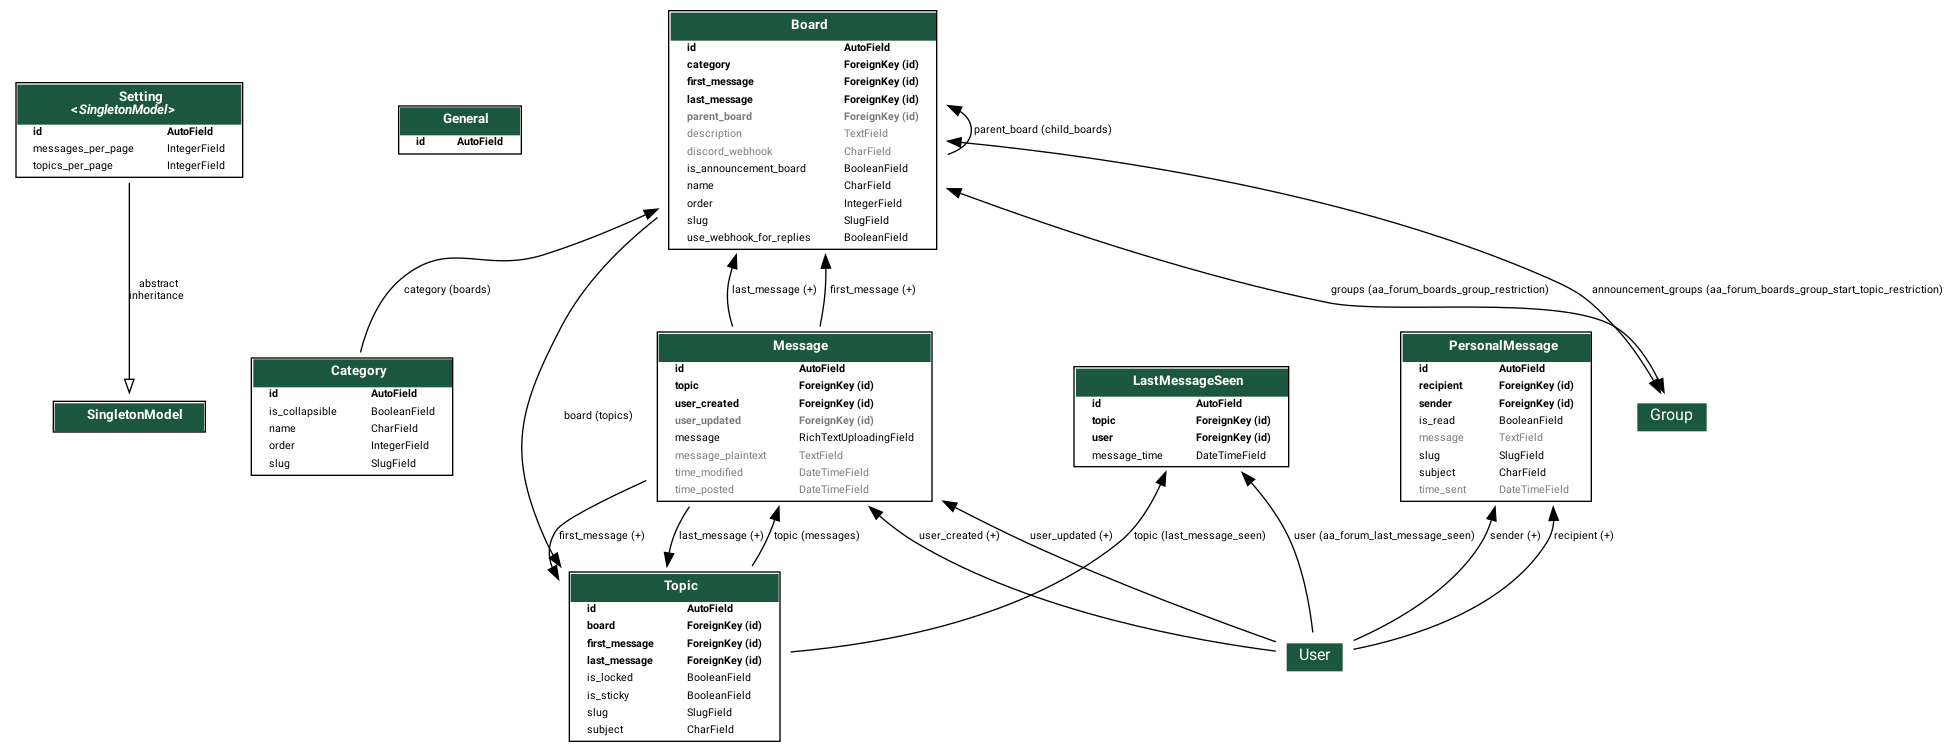 Board
id AutoField
category ForeignKey (id)
first_message ForeignKey (id)
last_message ForeignKey (id)
parent_board ForeignKey (id)
description TextField
discord_webhook CharField
is_announcement_board BooleanField
name CharField
order IntegerField
slug SlugField
use_webhook_for_replies BooleanField
Setting
<SingletonModel>
id AutoField
messages_per_page IntegerField
topics_per_page IntegerField
General
id AutoField
parent_board (child_boards)
abstract
inheritance
category (boards)
last_message (+)
first_message (+)
groups (aa_forum_boards_group_restriction)
announcement_groups (aa_forum_boards_group_start_topic_restriction)
SingletonModel
Category
id AutoField
is_collapsible BooleanField
name CharField
order IntegerField
slug SlugField
board (topics)
Message
id AutoField
topic ForeignKey (id)
user_created ForeignKey (id)
user_updated ForeignKey (id)
message RichTextUploadingField
message_plaintext TextField
time_modified DateTimeField
time_posted DateTimeField
LastMessageSeen
id AutoField
topic ForeignKey (id)
user ForeignKey (id)
message_time DateTimeField
PersonalMessage
id AutoField
recipient ForeignKey (id)
sender ForeignKey (id)
is_read BooleanField
message TextField
slug SlugField
subject CharField
time_sent DateTimeField
Group
first_message (+)
last_message (+)
topic (messages)
user_created (+)
user_updated (+)
topic (last_message_seen)
user (aa_forum_last_message_seen)
sender (+)
recipient (+)
Topic
id AutoField
board ForeignKey (id)
first_message ForeignKey (id)
last_message ForeignKey (id)
is_locked BooleanField
is_sticky BooleanField
slug SlugField
subject CharField
User